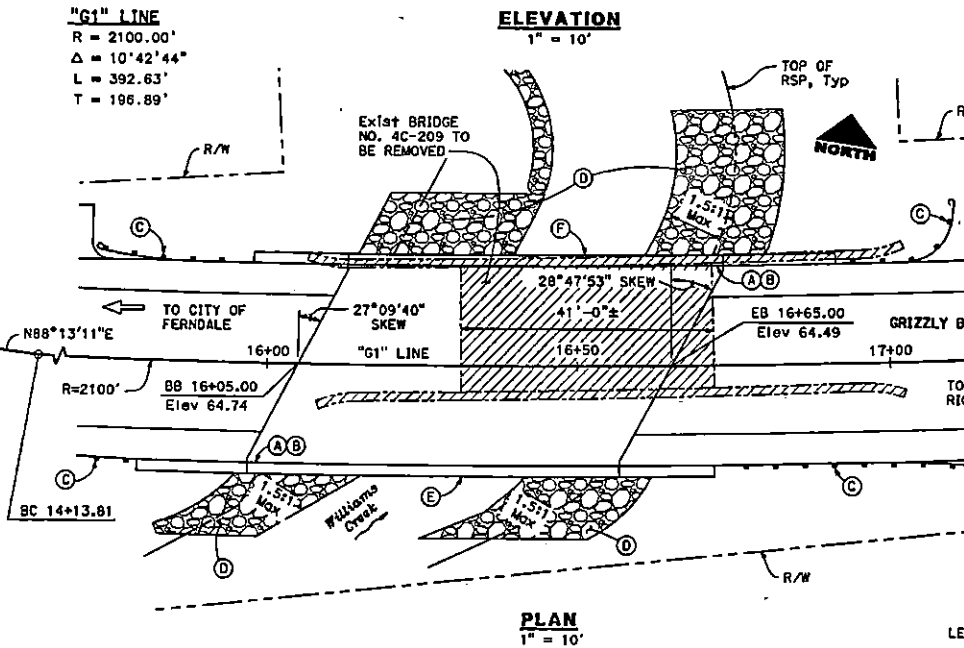 "G1" LINE
R = 2100.00'
Δ = 10°42'44"
L = 392.63'
T = 196.89'
ELEVATION
1" = 10'
TOP OF
RSP, Typ
Exist BRIDGE
NO. 4C-209 TO
BE REMOVED
R/W
R
NORTH
D
1.5:1
Max
C
F
C
A B
28°47'53" SKEW
TO CITY OF
FERNDALE
27°09'40"
SKEW
41'-0"±
EB 16+65.00
Elev 64.49
GRIZZLY B
N88°13'11"E
16+00
"G1" LINE
16+50
17+00
R=2100'
BB 16+05.00
Elev 64.74
TO
RIO
A B
C
E
C
BC 14+13.81
1.5:1
Max
Williams
Creek
1.5:1
Max
D
D
R/W
PLAN
1" = 10'
LE